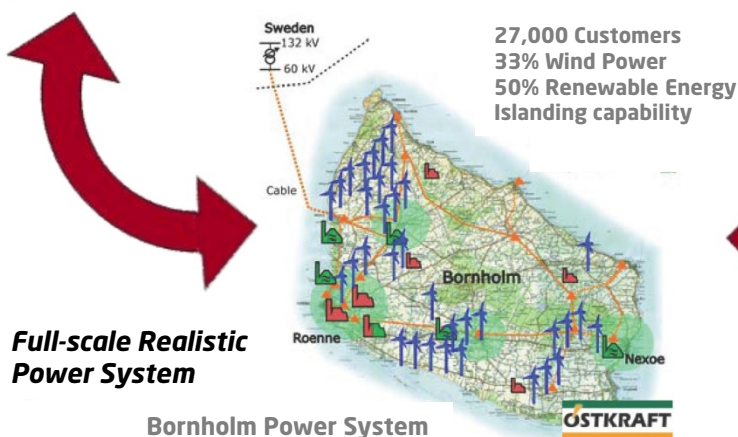 Sweden
132 kV
60 kV
27,000 Customers
33% Wind Power
50% Renewable Energy
Islanding capability
Cable
Bornholm
Roenne
Nexoe
Full-scale Realistic
Power System
Bornholm Power System
ÖSTKRAFT